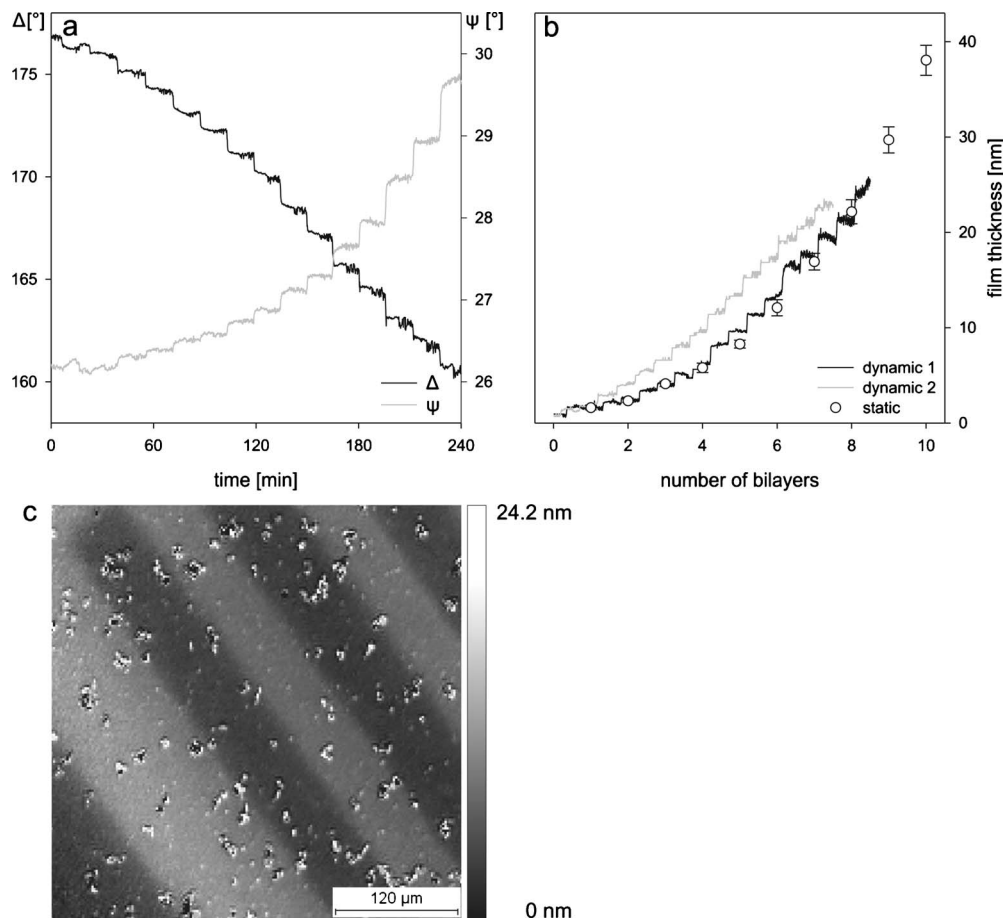 Δ[°]
a
ψ [°]
175
170
165
160
30
29
28
27
26
Δ
ψ
0 60 120 180 240
time [min]
b
40
30
20
10
0
film thickness [nm]
dynamic 1
dynamic 2
static
0 2 4 6 8 10
number of bilayers
c
24.2 nm
120 µm
0 nm